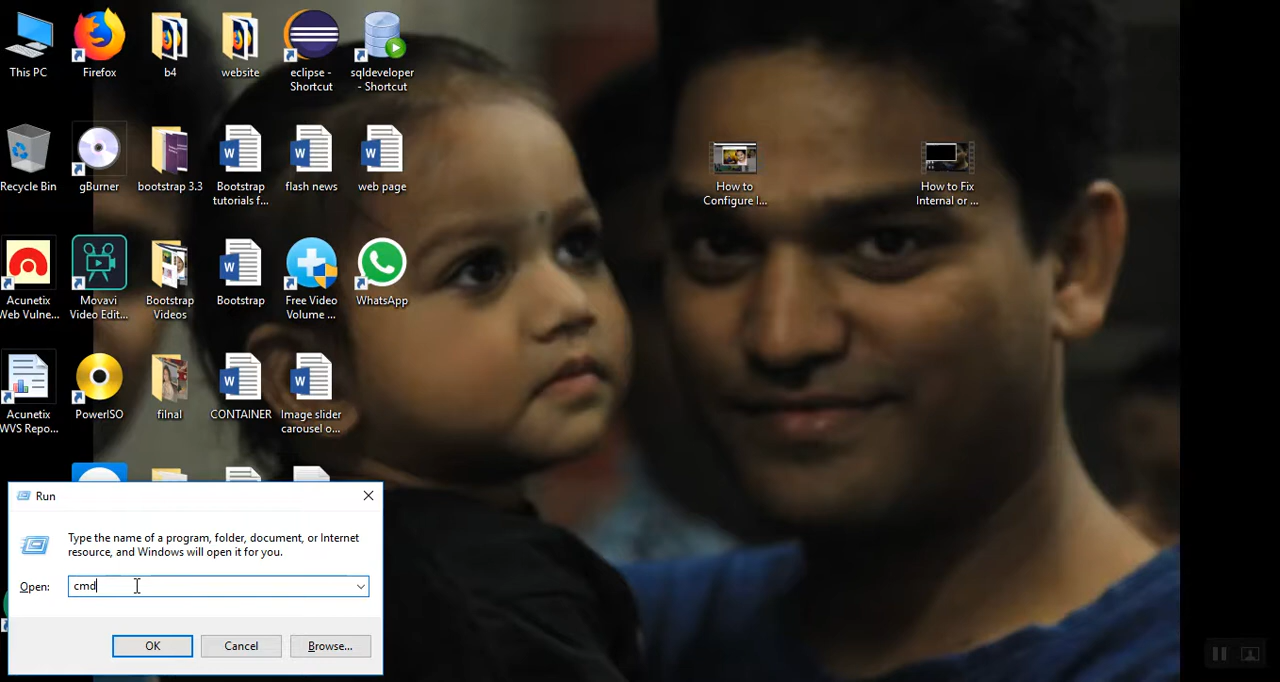 This PC
Firefox
b4
website
eclipse -
Shortcut
sqldeveloper
- Shortcut
Recycle Bin
gBurner
bootstrap 3.3
Bootstrap
tutorials f...
flash news
web page
How to
Configure I...
How to Fix
Internal or ...
Acunetix
Web Vulne...
Movavi
Video Edit...
Bootstrap
Videos
Bootstrap
Free Video
Volume ...
WhatsApp
Acunetix
WVS Repo...
PowerISO
filnal
CONTAINER
Image slider
carousel o...
Run
Type the name of a program, folder, document, or Internet
resource, and Windows will open it for you.
Open:
cmd
OK
Cancel
Browse...